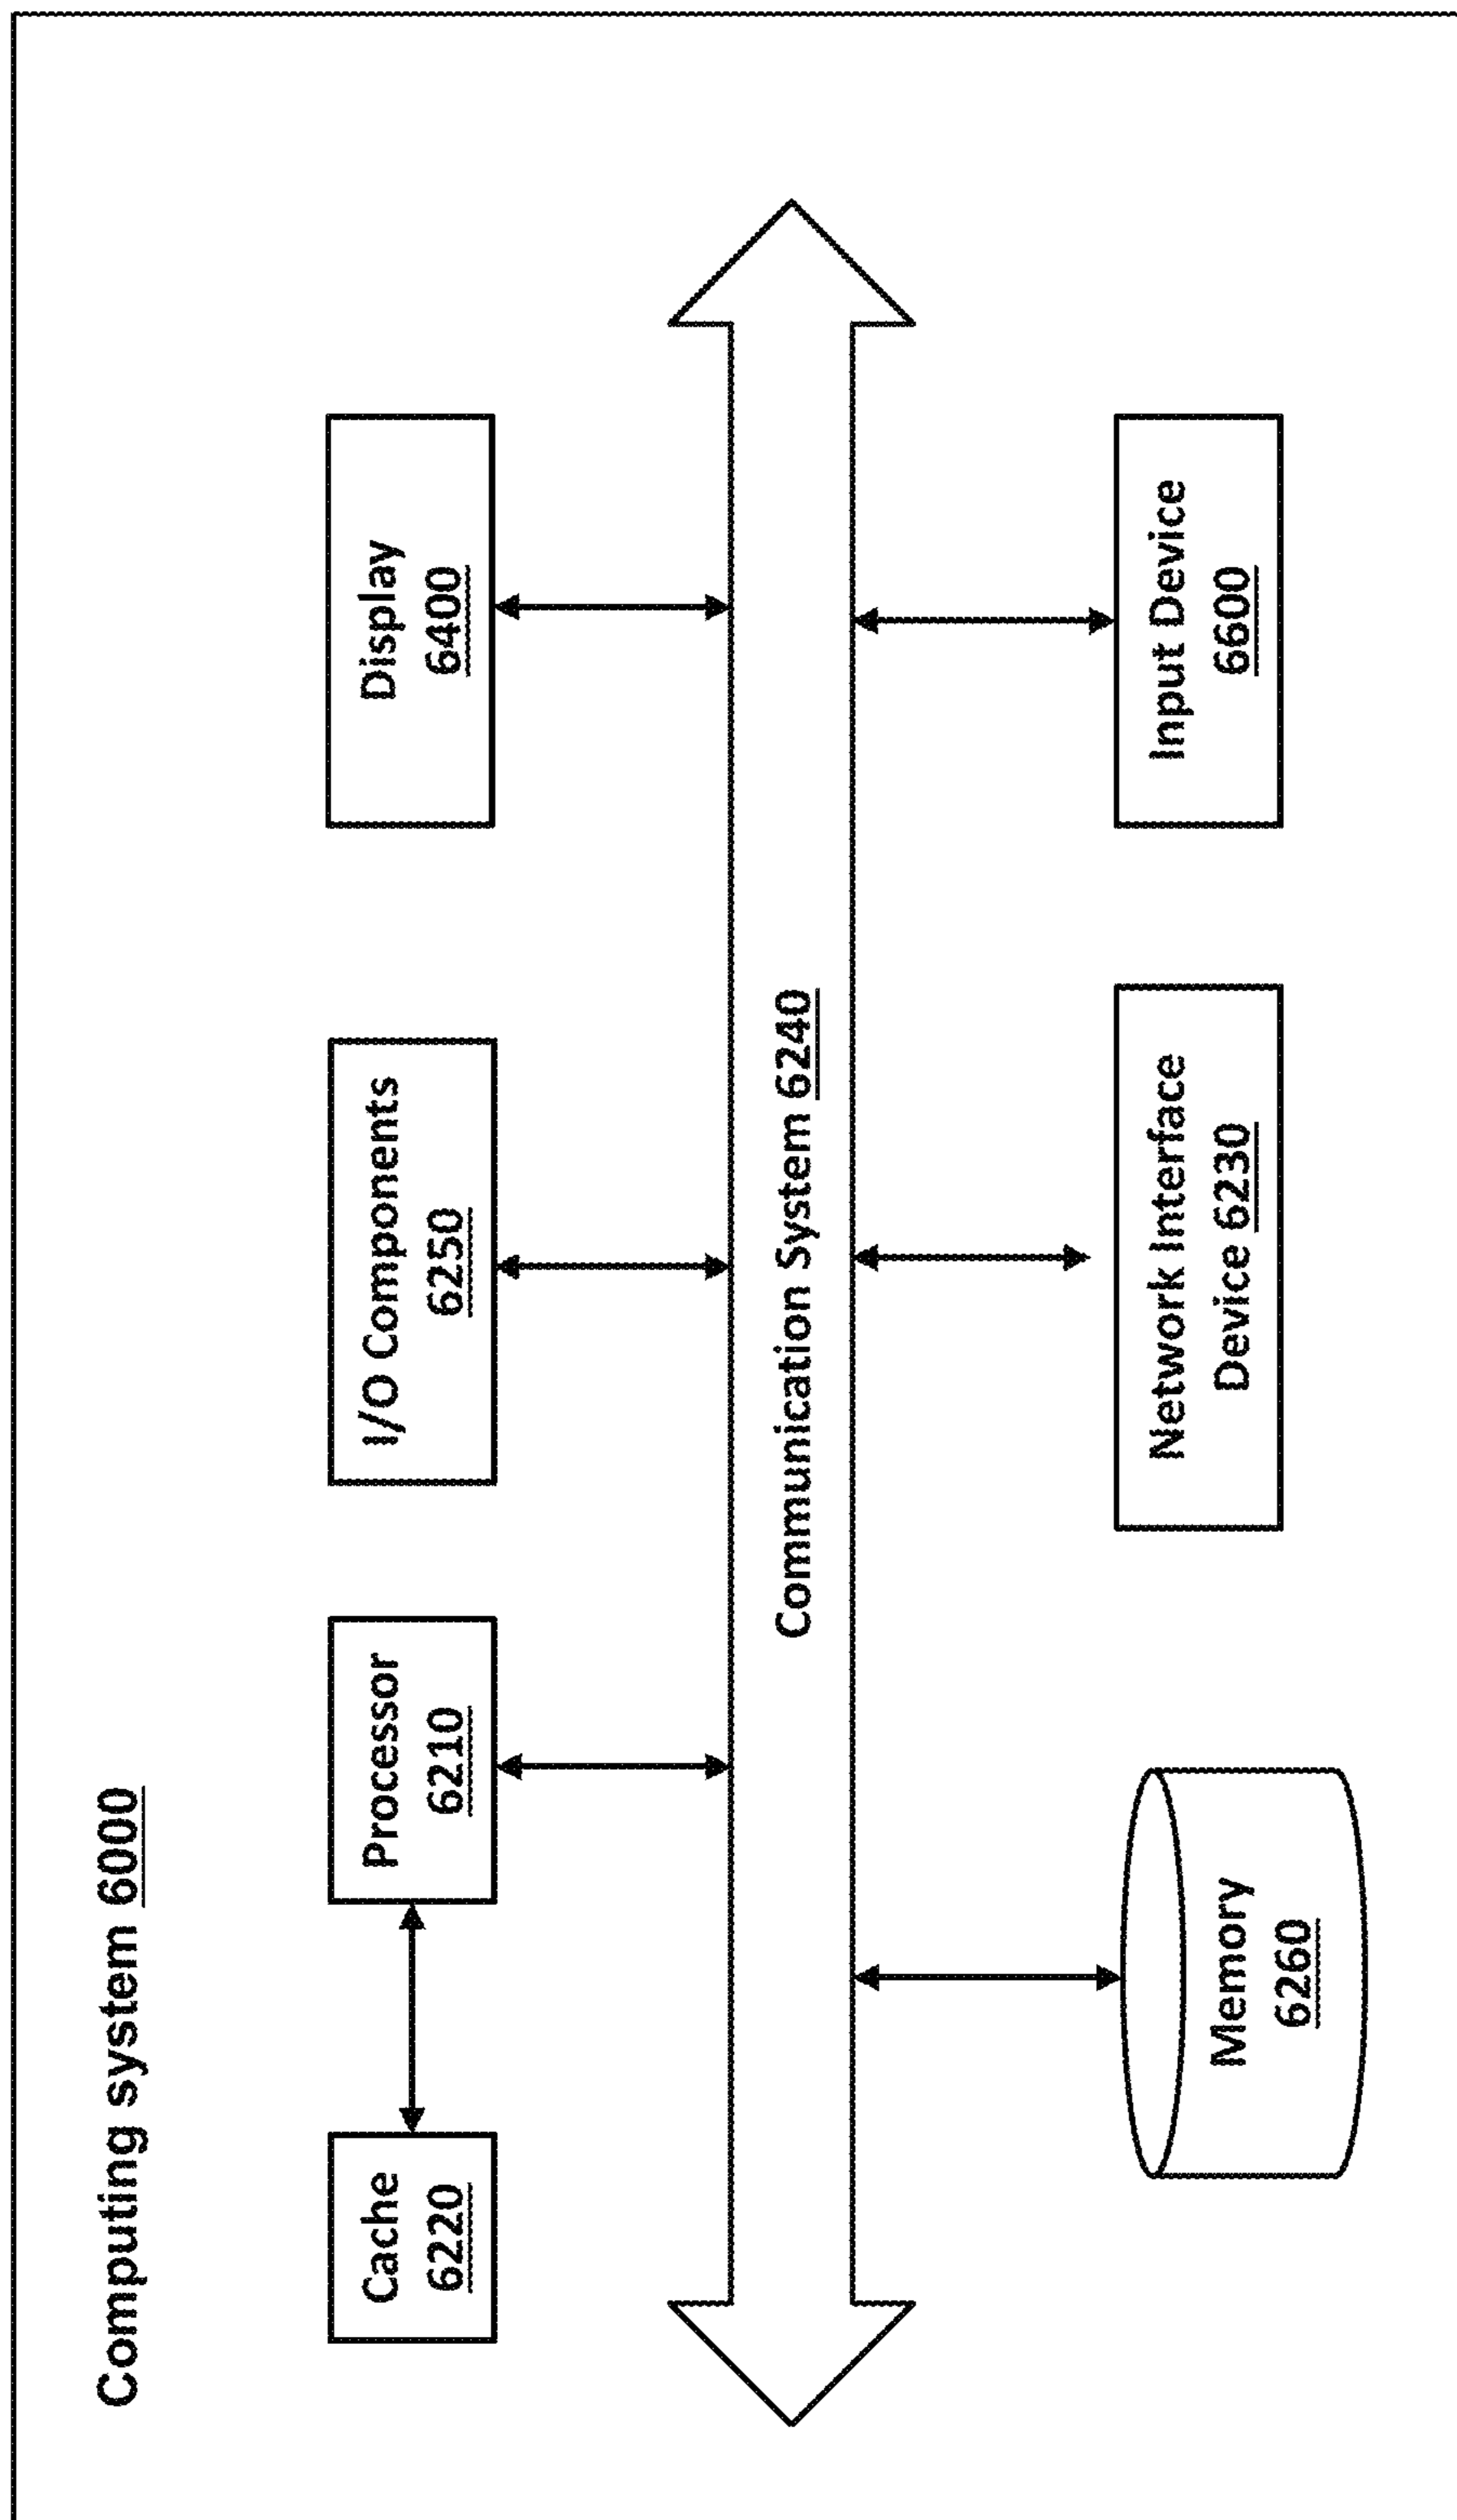 Computing system 6000
Cache
6220
Processor
6210
I/O Components
6250
Display
6400
Communication System 6240
Memory
6260
Network Interface
Device 6230
Input Device
6600